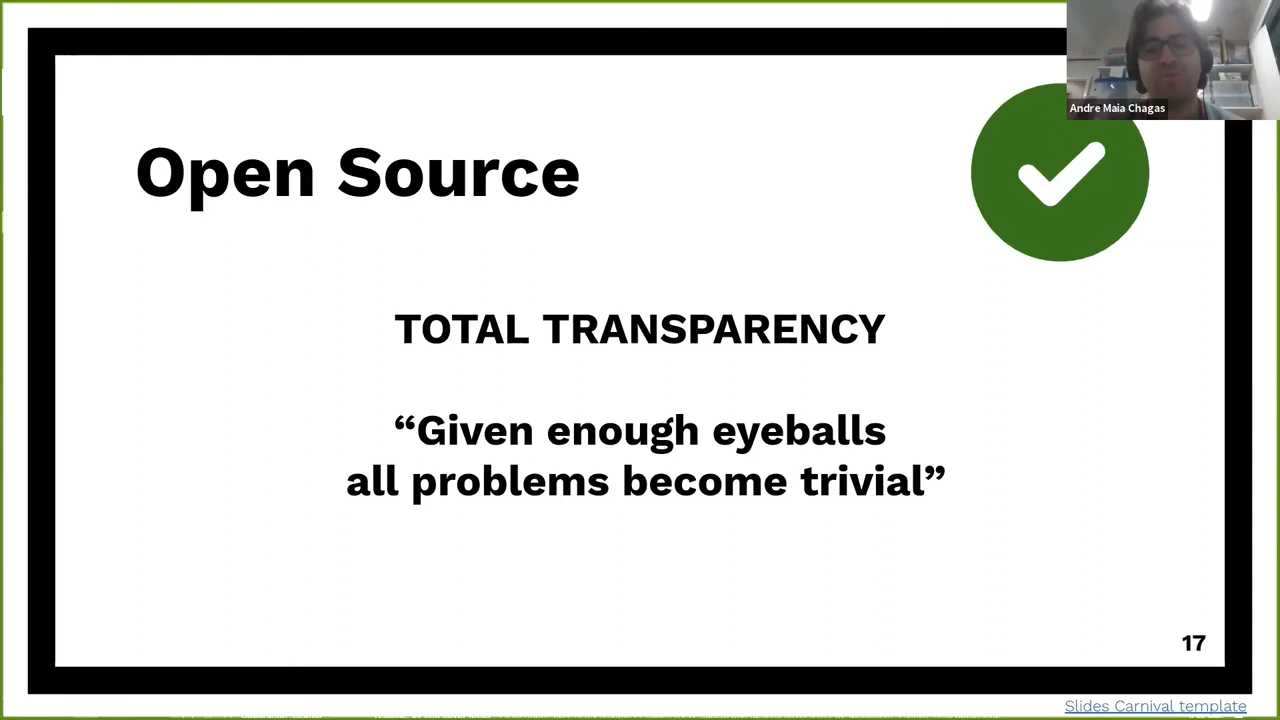 Andre Maia Chagas
Open Source
TOTAL TRANSPARENCY
“Given enough eyeballs
all problems become trivial”
17
Slides Carnival template